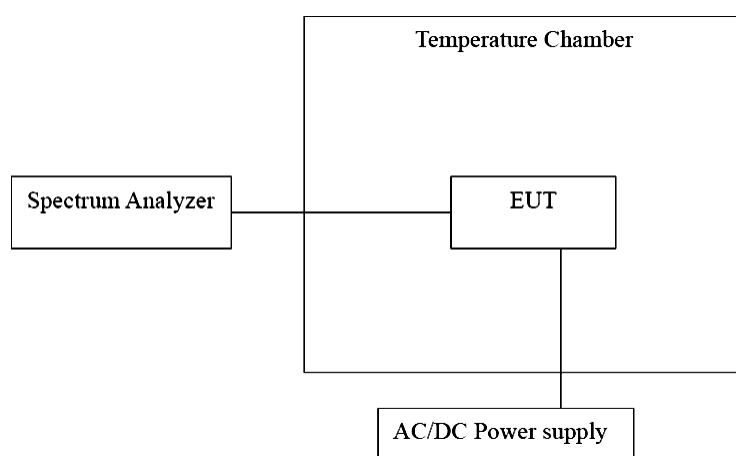 Temperature Chamber
Spectrum Analyzer
EUT
AC/DC Power supply